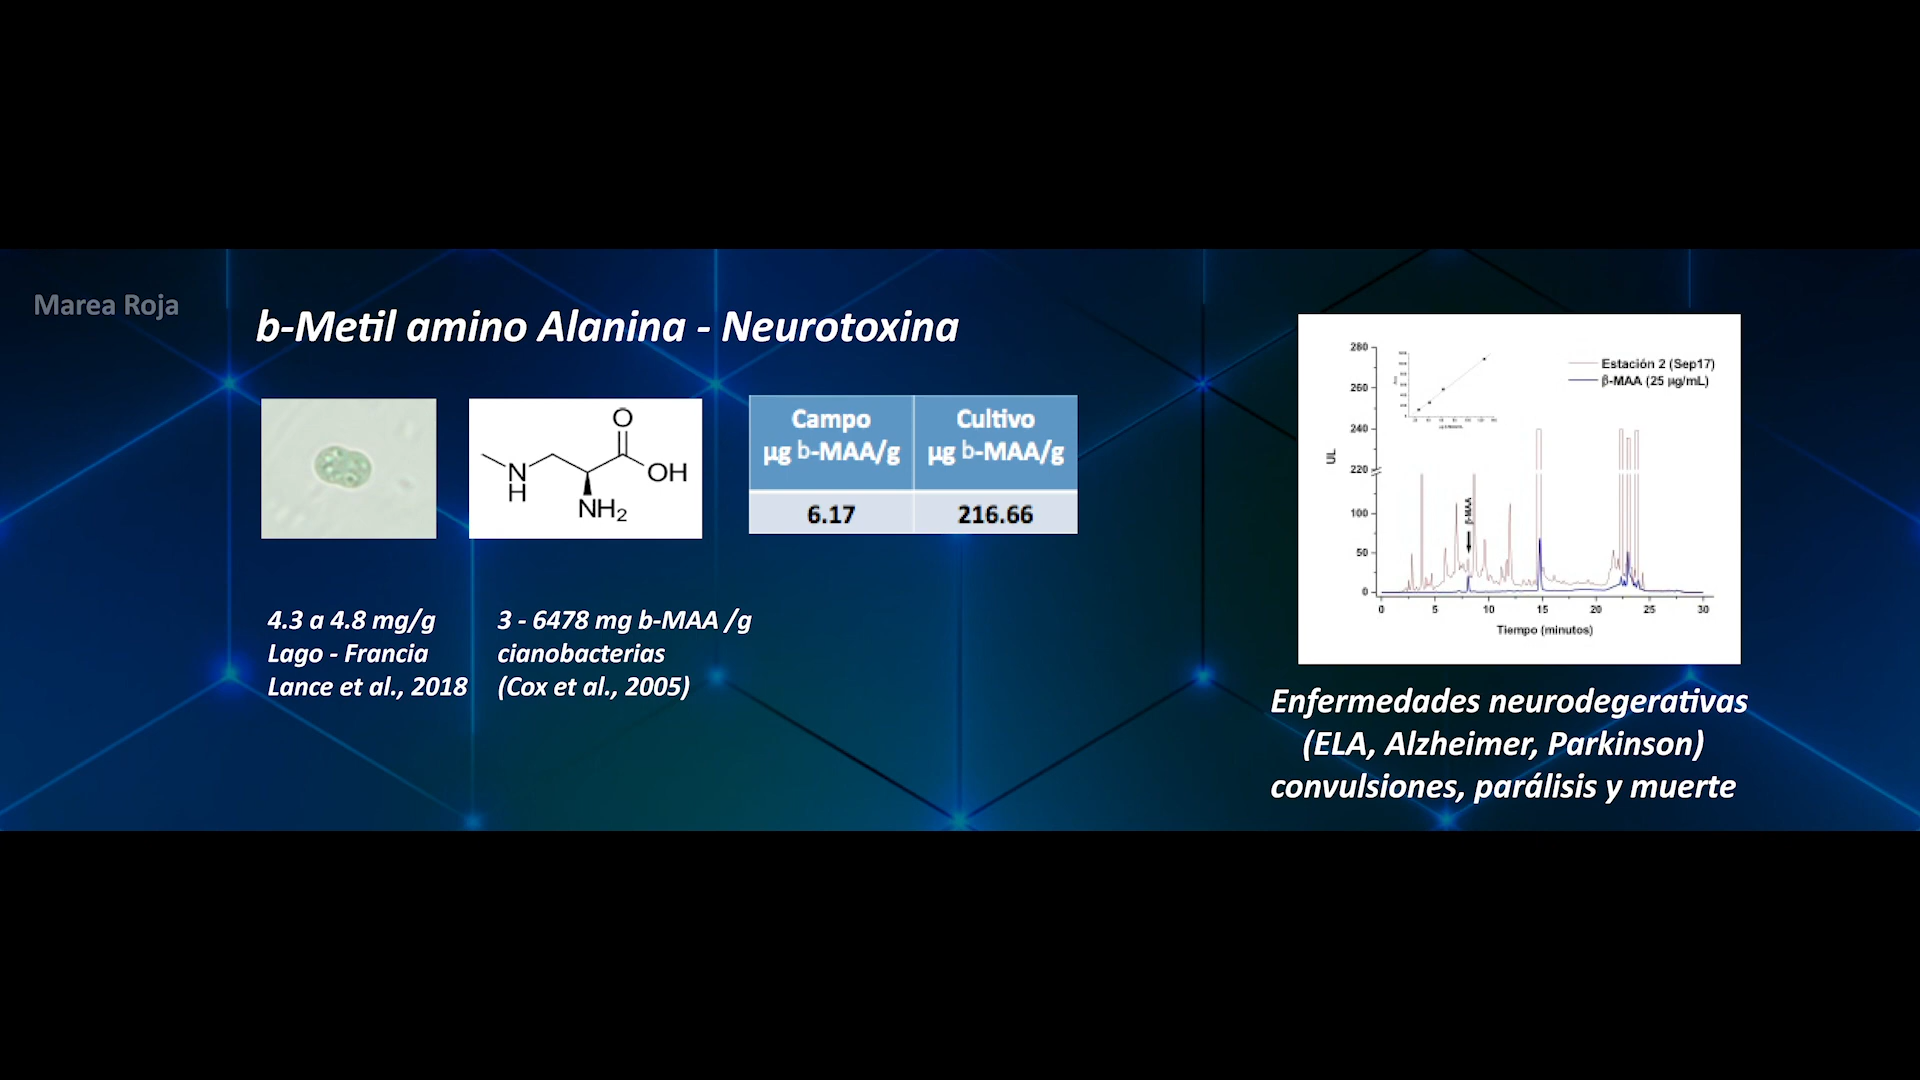 Marea Roja
b-Metil amino Alanina - Neurotoxina
O
OH
N
H
NH₂
Campo
µg b-MAA/g
Cultivo
µg b-MAA/g
6.17
216.66
4.3 a 4.8 mg/g
Lago - Francia
Lance et al., 2018
3 - 6478 mg b-MAA /g
cianobacterias
(Cox et al., 2005)
Estación 2 (Sep17)
β-MAA (25 µg/mL)
UL
280
260
240
220
100
50
0
β-MAA
0 5 10 15 20 25 30
Tiempo (minutos)
Enfermedades neurodegerativas
(ELA, Alzheimer, Parkinson)
convulsiones, parálisis y muerte